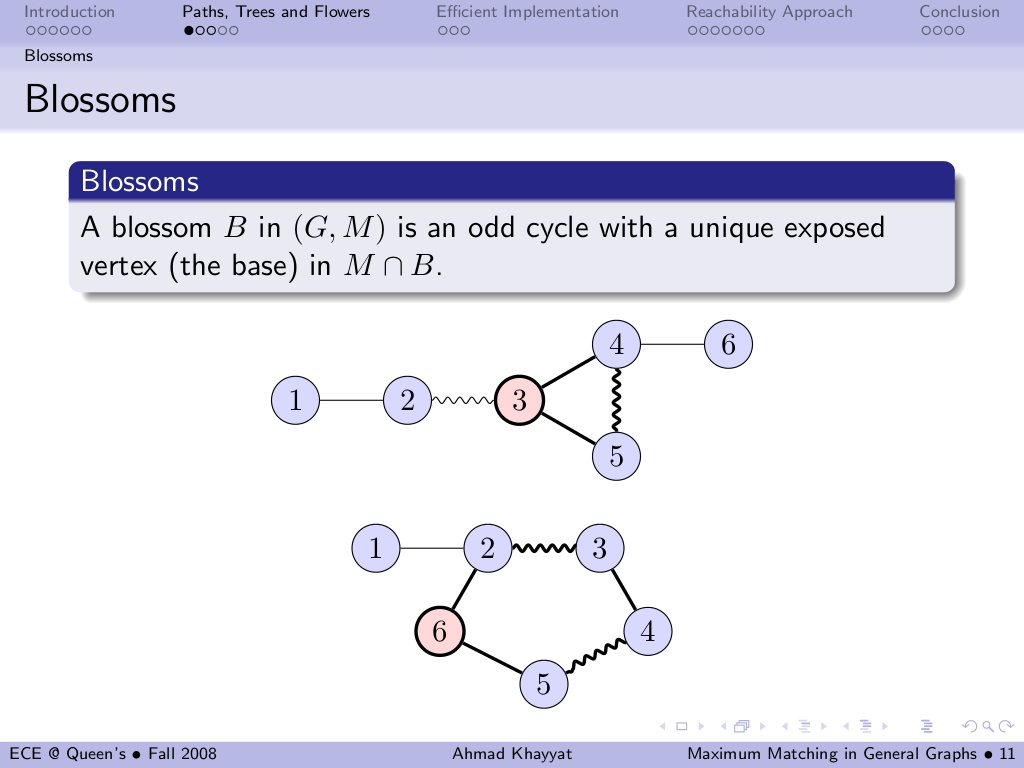 Introduction Paths, Trees and Flowers Efficient Implementation Reachability Approach Conclusion
Blossoms
Blossoms
Blossoms
A blossom B in (G, M) is an odd cycle with a unique exposed
vertex (the base) in M ∩ B.
4 6
1 2 3
5
1 2 3
6 4
5
ECE @ Queen's • Fall 2008 Ahmad Khayyat Maximum Matching in General Graphs • 11